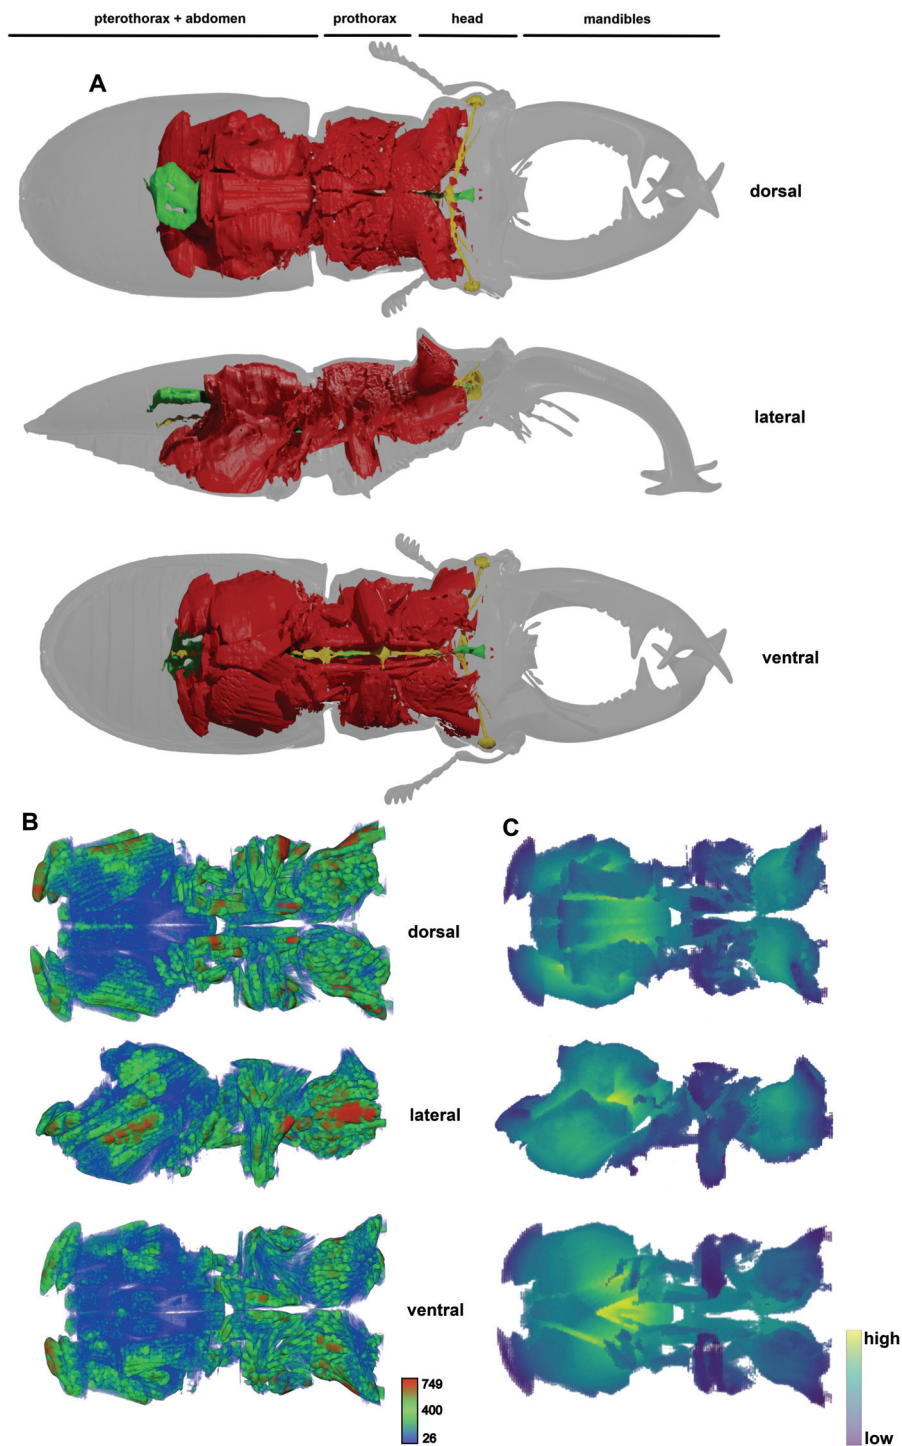 pterothorax + abdomen prothorax head mandibles
A
dorsal
lateral
ventral
B
C
dorsal
lateral
ventral
749
400
26
high
low